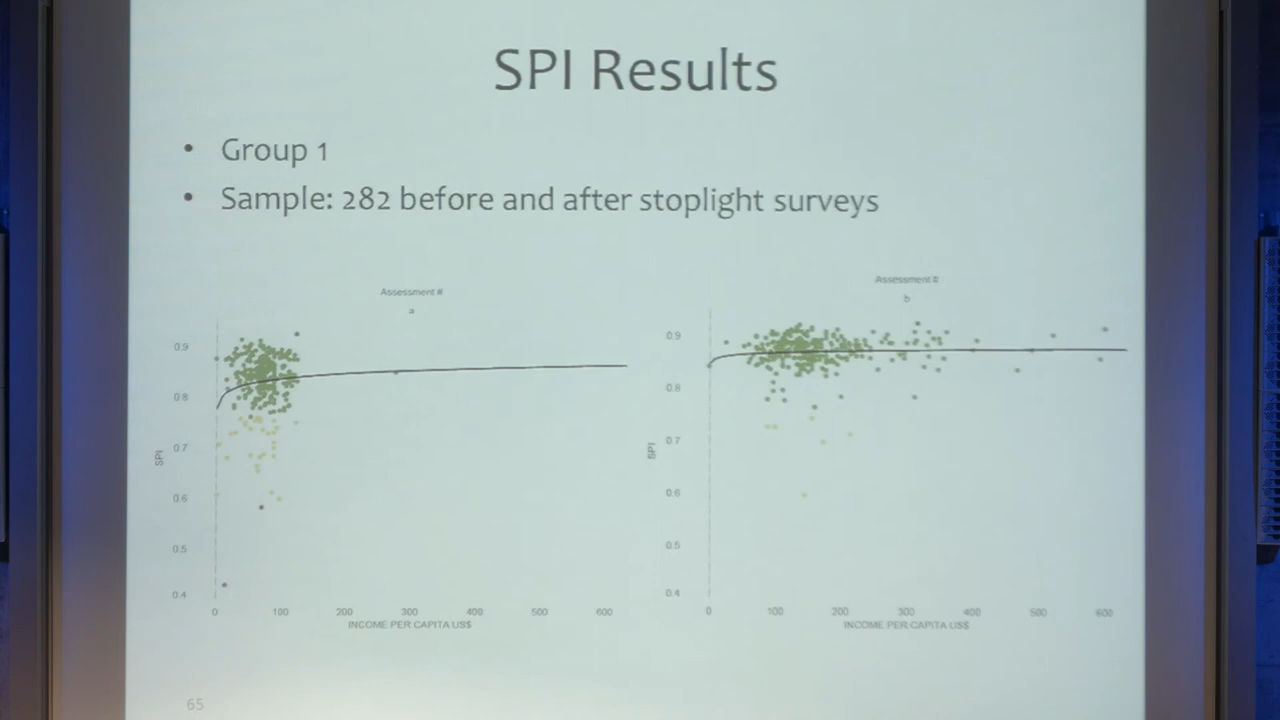 SPI Results
• Group 1
• Sample: 282 before and after stoplight surveys
Assessment #
a
0.9
0.8
0.7
0.6
0.5
0.4
SPI
0 100 200 300 400 500 600
INCOME PER CAPITA US$
Assessment #
b
0.9
0.8
0.7
0.6
0.5
0.4
SPI
0 100 200 300 400 500 600
INCOME PER CAPITA US$
65